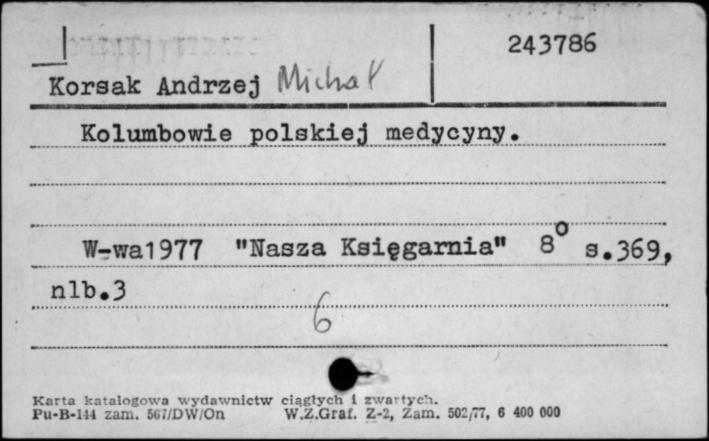 243786
Korsak Andrzej Michał
Kolumbowie polskiej medycyny.
W-wa1977 "Nasza Księgarnia" 8° s.369,
nlb.3
6
Karta katalogowa wydawnictw ciągłych i zwartych.
Pu-B-144 zam. 567/DW/On W.Z.Graf. Z-2, Zam. 502/77, 6 400 000